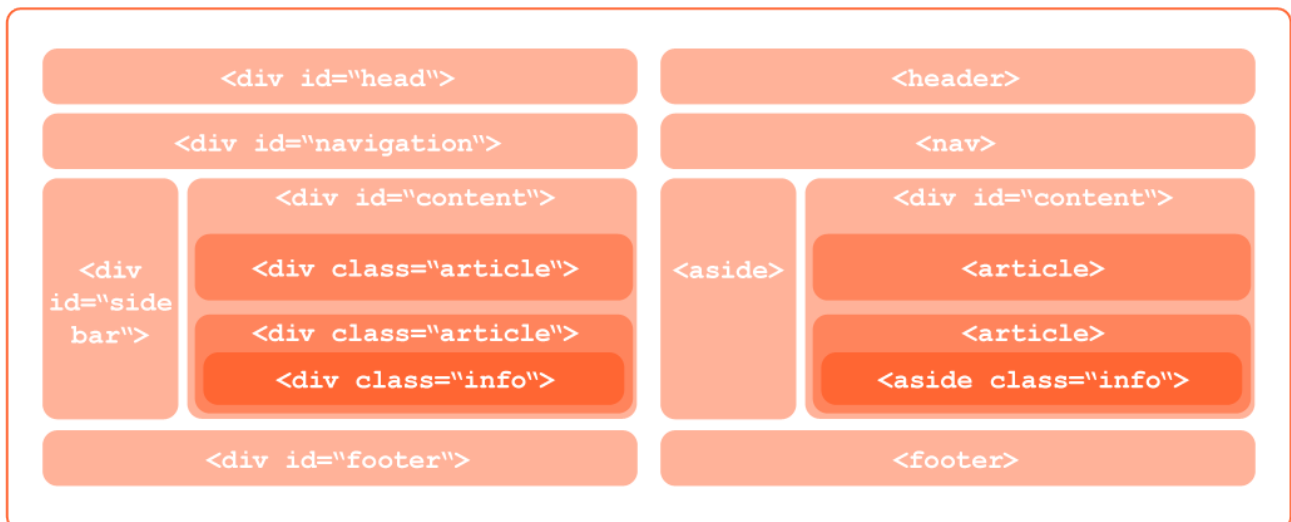 <div id=“head“>
<div id=“navigation“>
<div
id=“side
bar“>
<div id=“content“>
<div class=“article“>
<div class=“article“>
<div class=“info“>
<div id=“footer“>
<header>
<nav>
<aside>
<div id=“content“>
<article>
<article>
<aside class=“info“>
<footer>